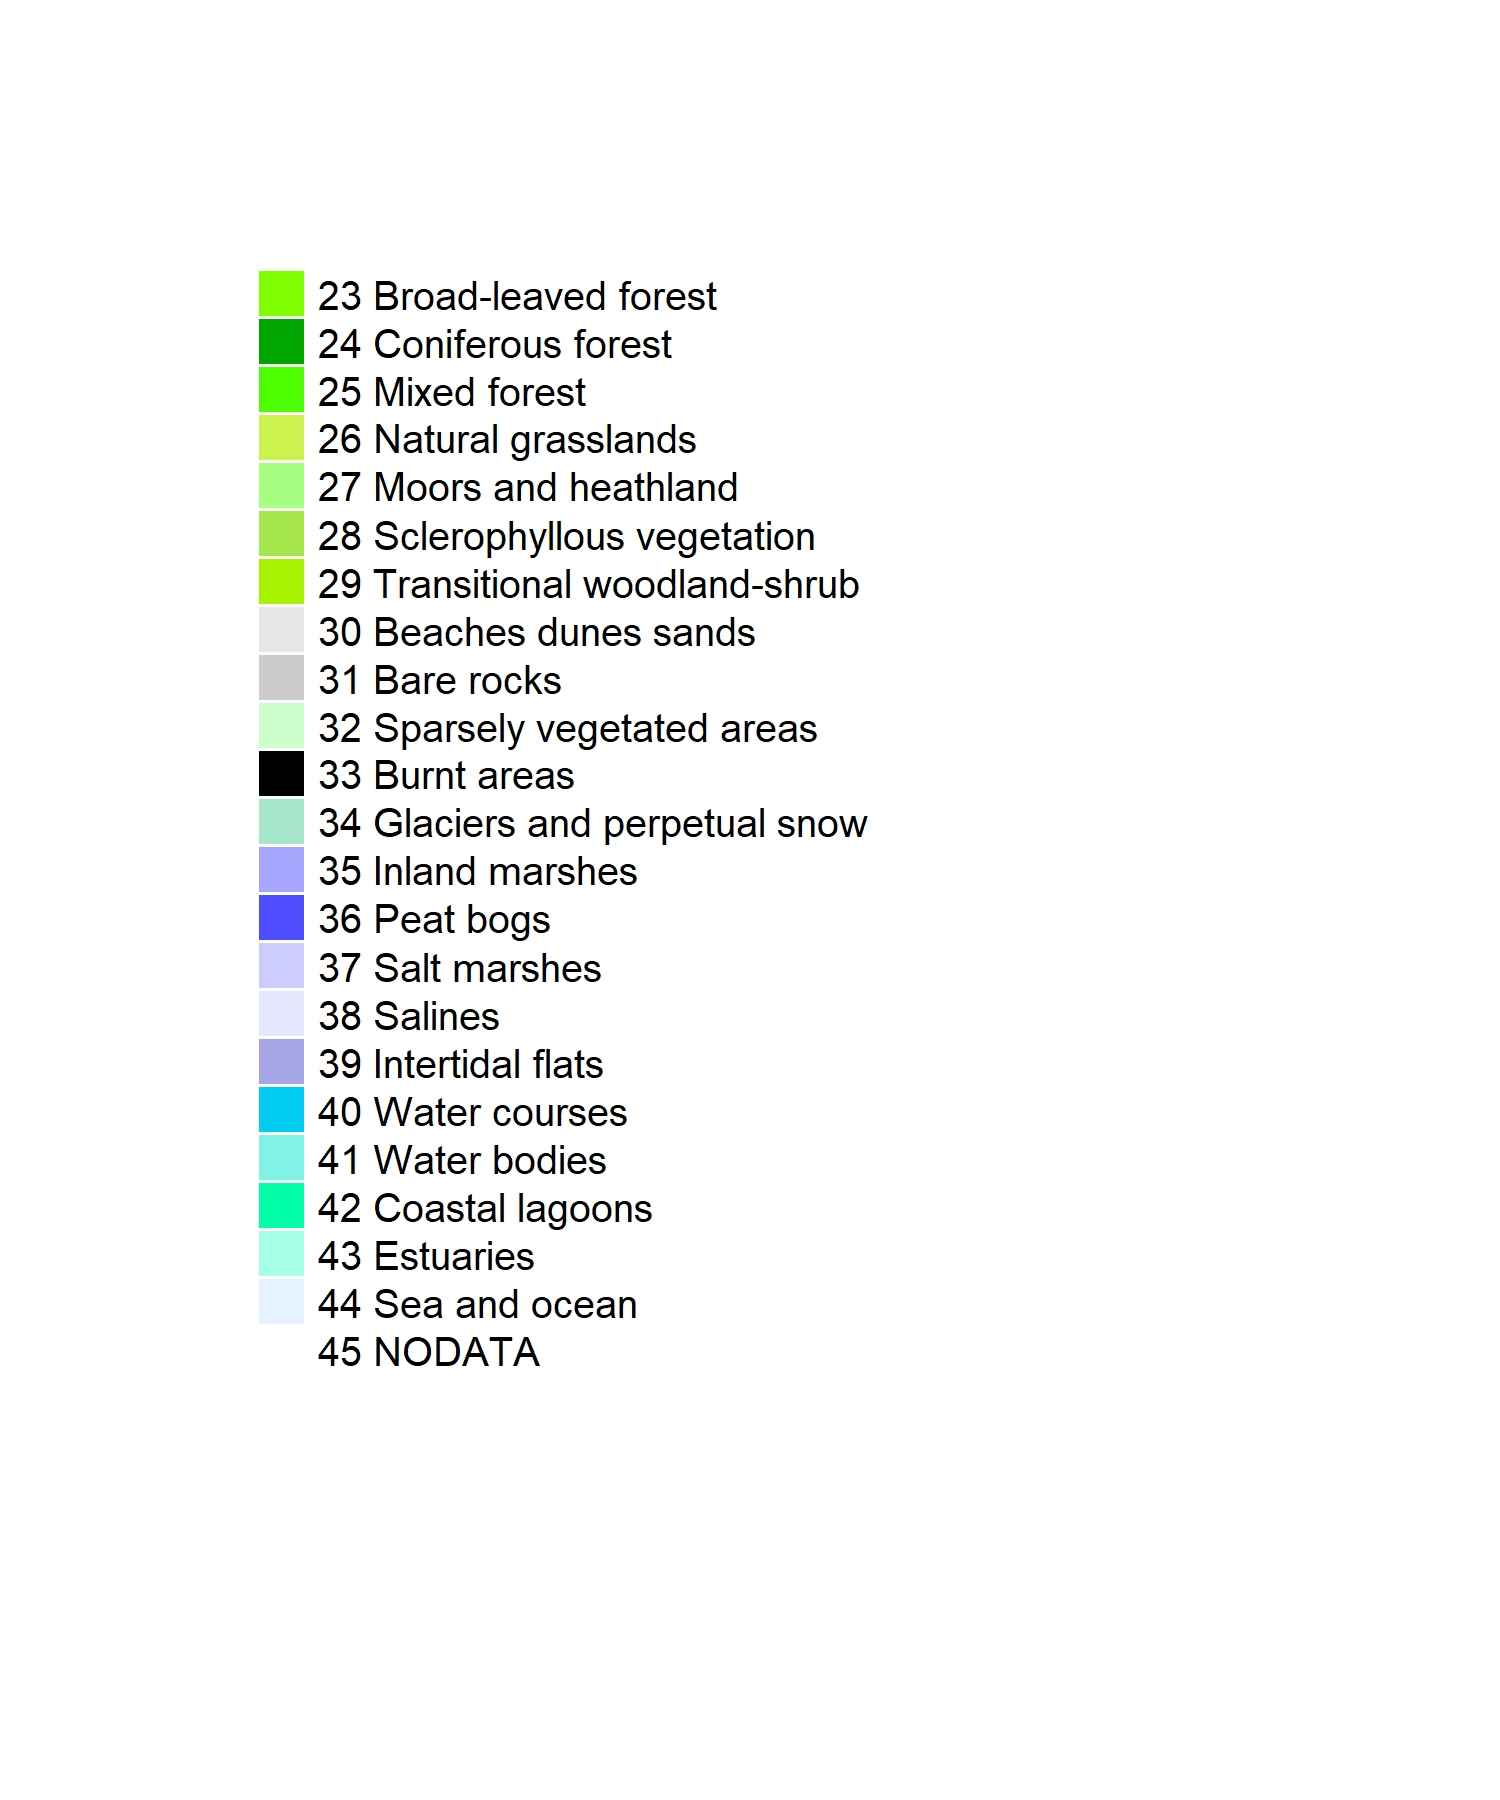 23 Broad-leaved forest
24 Coniferous forest
25 Mixed forest
26 Natural grasslands
27 Moors and heathland
28 Sclerophyllous vegetation
29 Transitional woodland-shrub
30 Beaches dunes sands
31 Bare rocks
32 Sparsely vegetated areas
33 Burnt areas
34 Glaciers and perpetual snow
35 Inland marshes
36 Peat bogs
37 Salt marshes
38 Salines
39 Intertidal flats
40 Water courses
41 Water bodies
42 Coastal lagoons
43 Estuaries
44 Sea and ocean
45 NODATA